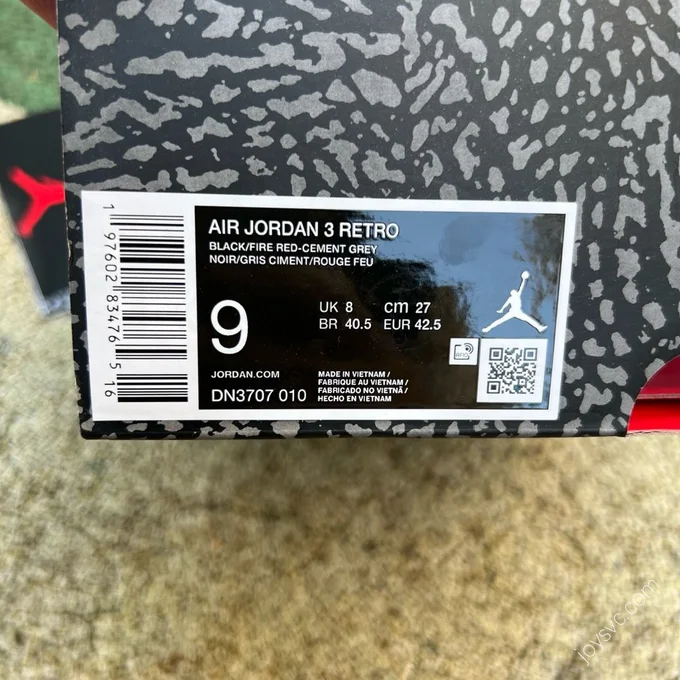 AIR JORDAN 3 RETRO
BLACK/FIRE RED-CEMENT GREY
NOIR/GRIS CIMENT/ROUGE FEU
9
UK 8 cm 27
BR 40.5 EUR 42.5
RFID
JORDAN.COM
DN3707 010
MADE IN VIETNAM /
FABRIQUE AU VIETNAM /
FABRICADO NO VIETNÃ /
HECHO EN VIETNAM
1 97602 83476 5 16
joysvc.com